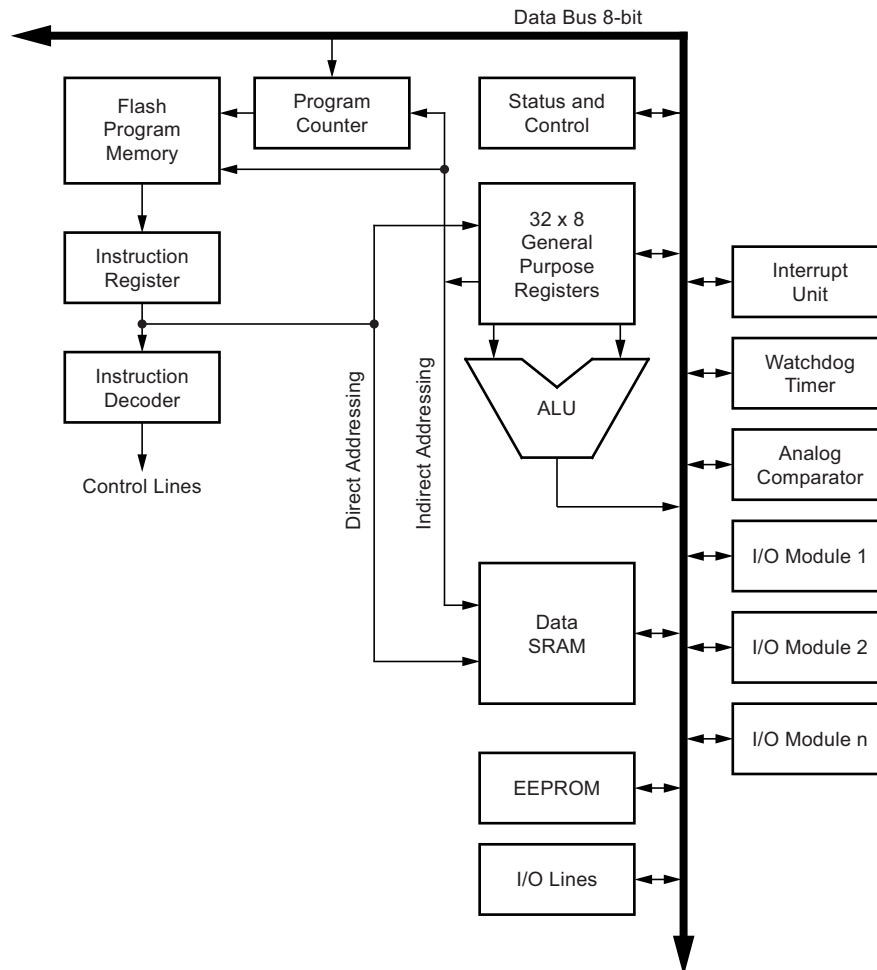 Data Bus 8-bit
Flash
Program
Memory
Program
Counter
Status and
Control
32 x 8
General
Purpose
Registers
Instruction
Register
Interrupt
Unit
Instruction
Decoder
Direct Addressing
Indirect Addressing
ALU
Watchdog
Timer
Control Lines
Analog
Comparator
I/O Module 1
Data
SRAM
I/O Module 2
I/O Module n
EEPROM
I/O Lines